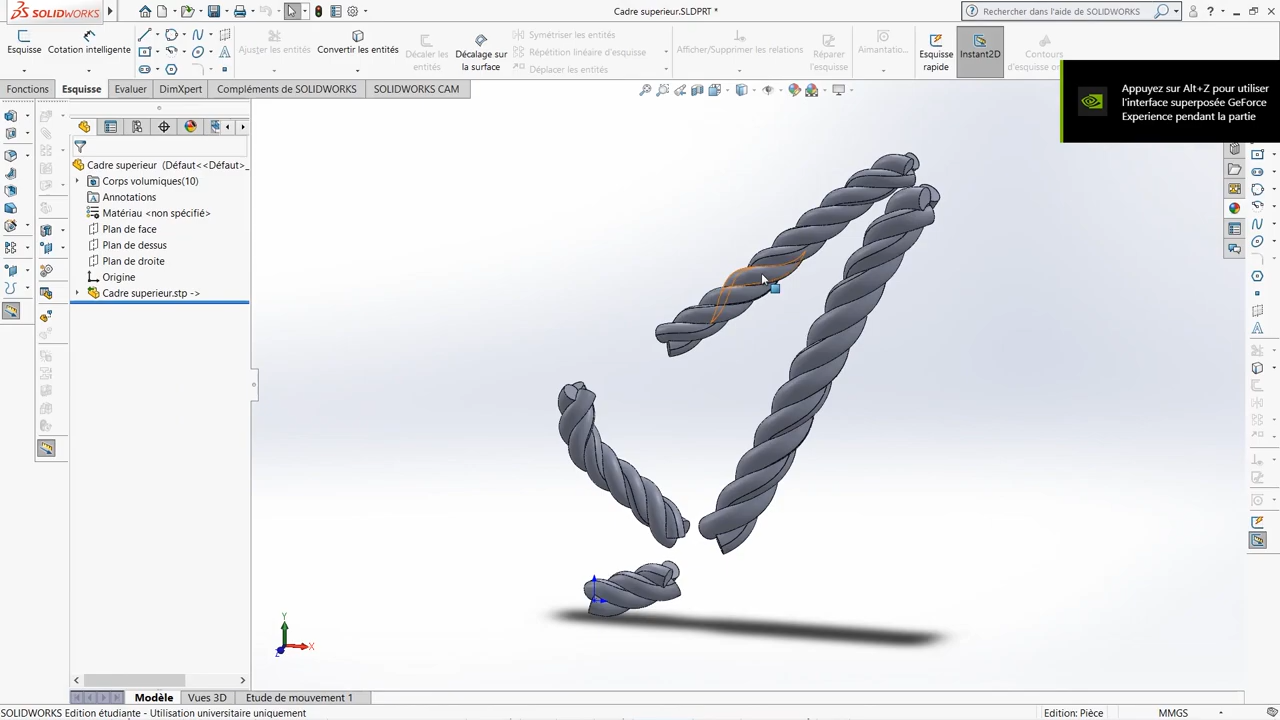 SOLIDWORKS
Cadre superieur.SLDPRT *
Rechercher dans l'aide de SOLIDWORKS
Esquisse
Cotation intelligente
Ajuster les entités
Convertir les entités
Décaler les entités
Décalage sur la surface
Symétriser les entités
Répétition linéaire d'esquisse
Déplacer les entités
Afficher/Supprimer les relations
Réparer l'esquisse
Aimantatio...
Esquisse rapide
Instant2D
Contours d'esquisse
Fonctions
Esquisse
Evaluer
DimXpert
Compléments de SOLIDWORKS
SOLIDWORKS CAM
Appuyez sur Alt+Z pour utiliser
l'interface superposée GeForce
Experience pendant la partie
Cadre superieur (Défaut<<Défaut>_
Corps volumiques(10)
Annotations
Matériau <non spécifié>
Plan de face
Plan de dessus
Plan de droite
Origine
Cadre superieur.stp ->
Y
X
Z
Modèle
Vues 3D
Etude de mouvement 1
SOLIDWORKS Edition étudiante - Utilisation universitaire uniquement
Edition: Pièce
MMGS